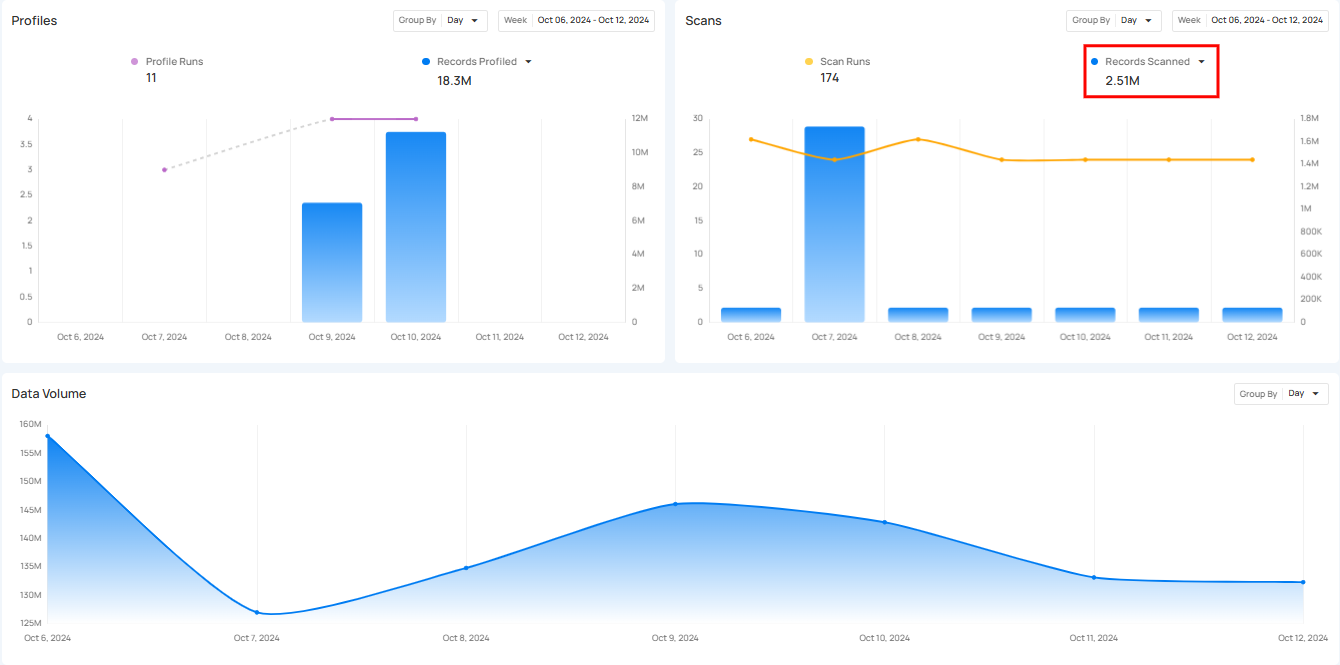 Profiles
Group By Day
Week Oct 06, 2024 - Oct 12, 2024
Profile Runs
11
Records Profiled
18.3M
4
3.5
3
2.5
2
1.5
1
0.5
0
12M
10M
8M
6M
4M
2M
0
Oct 6, 2024 Oct 7, 2024 Oct 8, 2024 Oct 9, 2024 Oct 10, 2024 Oct 11, 2024 Oct 12, 2024
Scans
Group By Day
Week Oct 06, 2024 - Oct 12, 2024
Scan Runs
174
Records Scanned
2.51M
30
25
20
15
10
5
0
1.8M
1.6M
1.4M
1.2M
1M
800K
600K
400K
200K
0
Oct 6, 2024 Oct 7, 2024 Oct 8, 2024 Oct 9, 2024 Oct 10, 2024 Oct 11, 2024 Oct 12, 2024
Data Volume
Group By Day
160M
155M
150M
145M
140M
135M
130M
125M
Oct 6, 2024 Oct 7, 2024 Oct 8, 2024 Oct 9, 2024 Oct 10, 2024 Oct 11, 2024 Oct 12, 2024